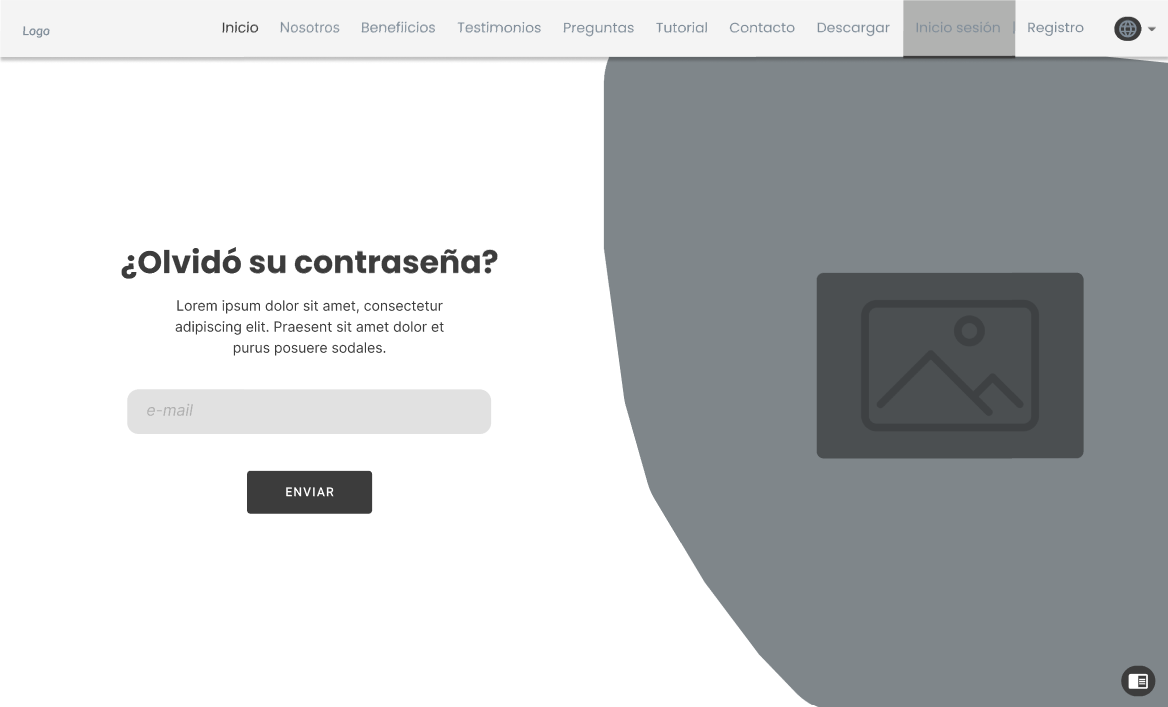 Logo
Inicio Nosotros Benefiicios Testimonios Preguntas Tutorial Contacto Descargar Inicio sesión | Registro
¿Olvidó su contraseña?
Lorem ipsum dolor sit amet, consectetur
adipiscing elit. Praesent sit amet dolor et
purus posuere sodales.
e-mail
ENVIAR